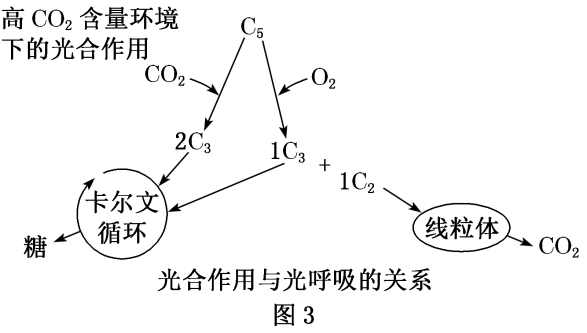 高 CO₂ 含量环境
下的光合作用
C₅
CO₂
O₂
2C₃
1C₃
+
1C₂
卡尔文
循环
线粒体
糖
CO₂
光合作用与光呼吸的关系
图 3